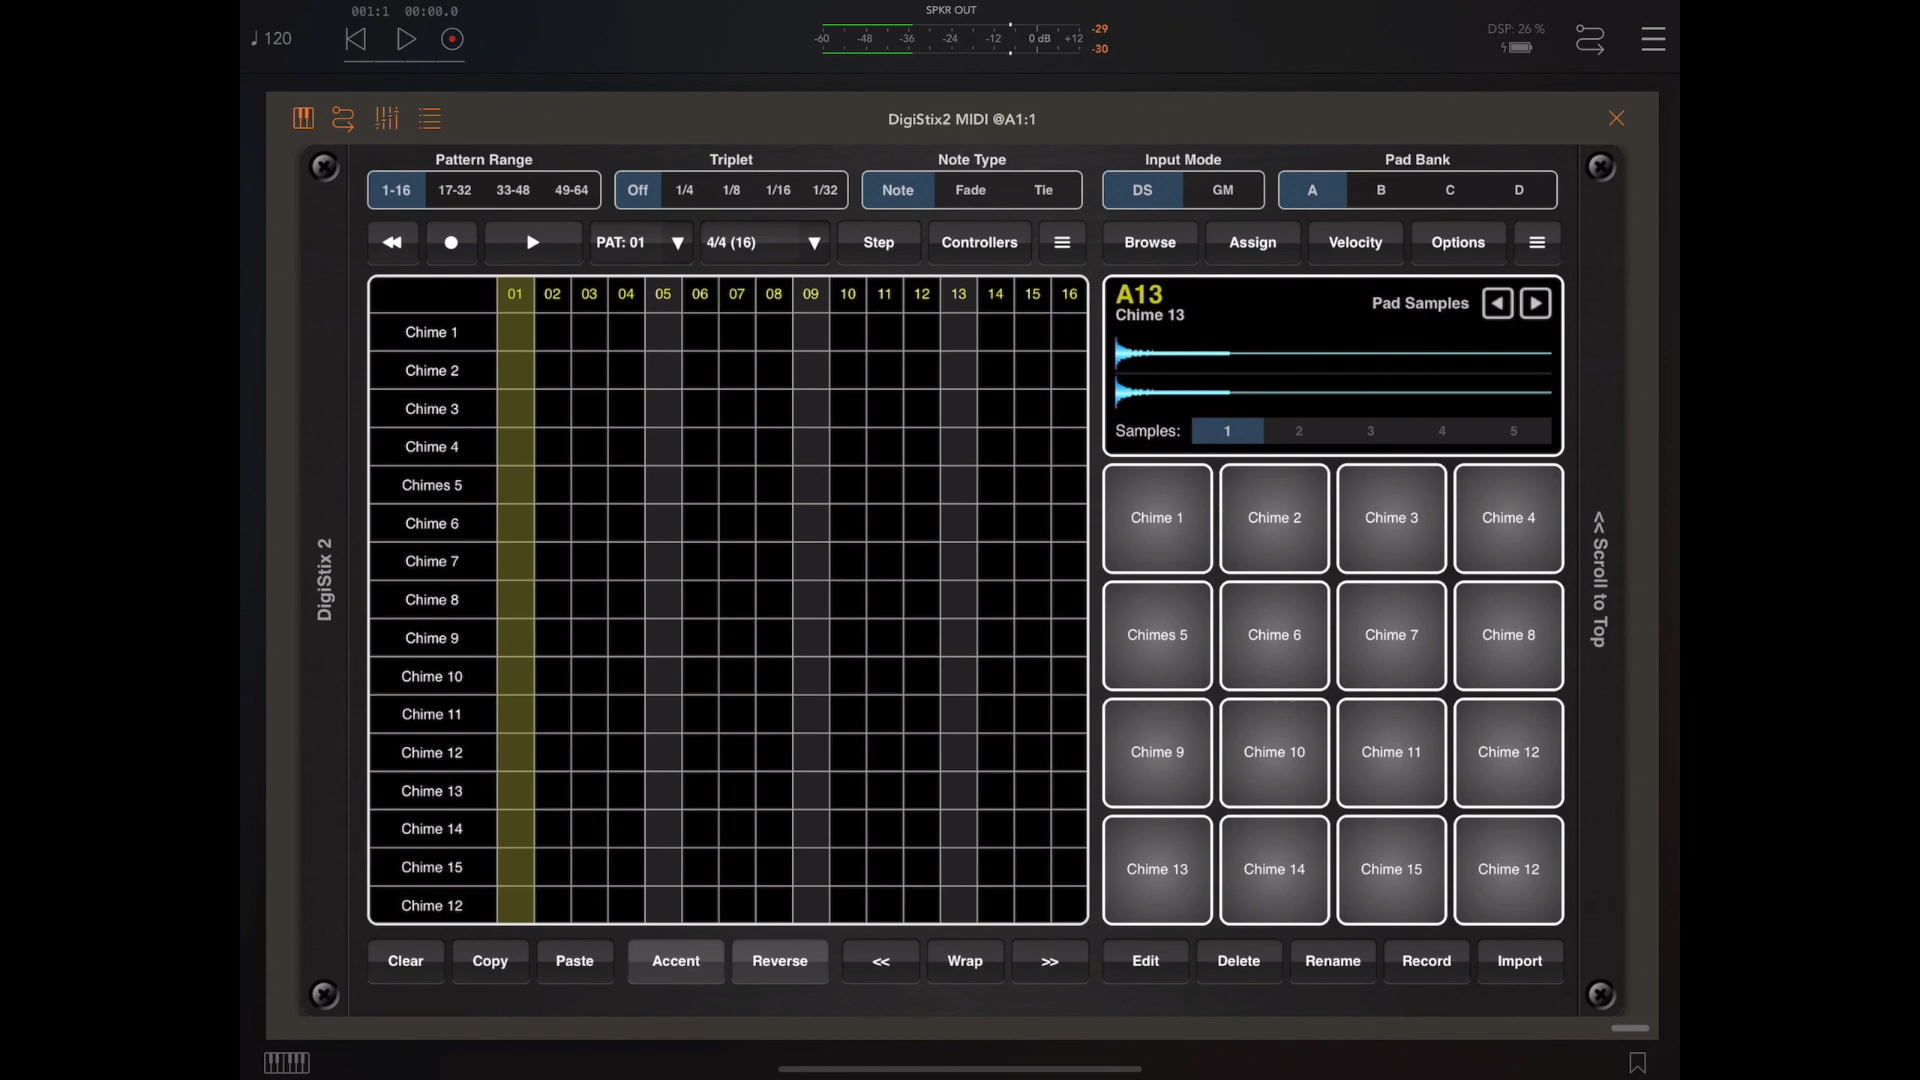 001:1 00:00.0
SPKR OUT
♩ 120
-60 -48 -36 -24 -12 0 dB +12
-29
-30
DSP: 26 %
DigiStix2 MIDI @A1:1
Pattern Range Triplet Note Type Input Mode Pad Bank
1-16 17-32 33-48 49-64 Off 1/4 1/8 1/16 1/32 Note Fade Tie DS GM A B C D
PAT: 01 ▼ 4/4 (16) ▼ Step Controllers Browse Assign Velocity Options
01 02 03 04 05 06 07 08 09 10 11 12 13 14 15 16
Chime 1
Chime 2
Chime 3
Chime 4
Chimes 5
Chime 6
Chime 7
Chime 8
Chime 9
Chime 10
Chime 11
Chime 12
Chime 13
Chime 14
Chime 15
Chime 12
A13
Chime 13
Pad Samples
Samples: 1 2 3 4 5
Chime 1 Chime 2 Chime 3 Chime 4
Chimes 5 Chime 6 Chime 7 Chime 8
Chime 9 Chime 10 Chime 11 Chime 12
Chime 13 Chime 14 Chime 15 Chime 12
DigiStix 2
<< Scroll to Top
Clear Copy Paste Accent Reverse << Wrap >> Edit Delete Rename Record Import